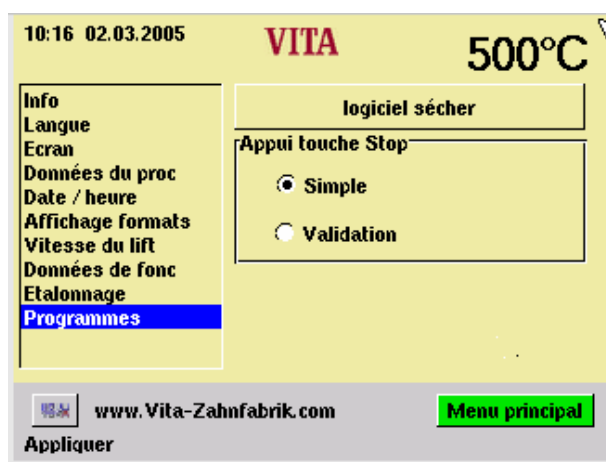 10:16 02.03.2005
VITA
500°C
Info
Langue
Ecran
Données du proc
Date / heure
Affichage formats
Vitesse du lift
Données de fonc
Etalonnage
Programmes
logiciel sécher
Appui touche Stop
Simple
Validation
www.Vita-Zahnfabrik.com
Menu principal
Appliquer